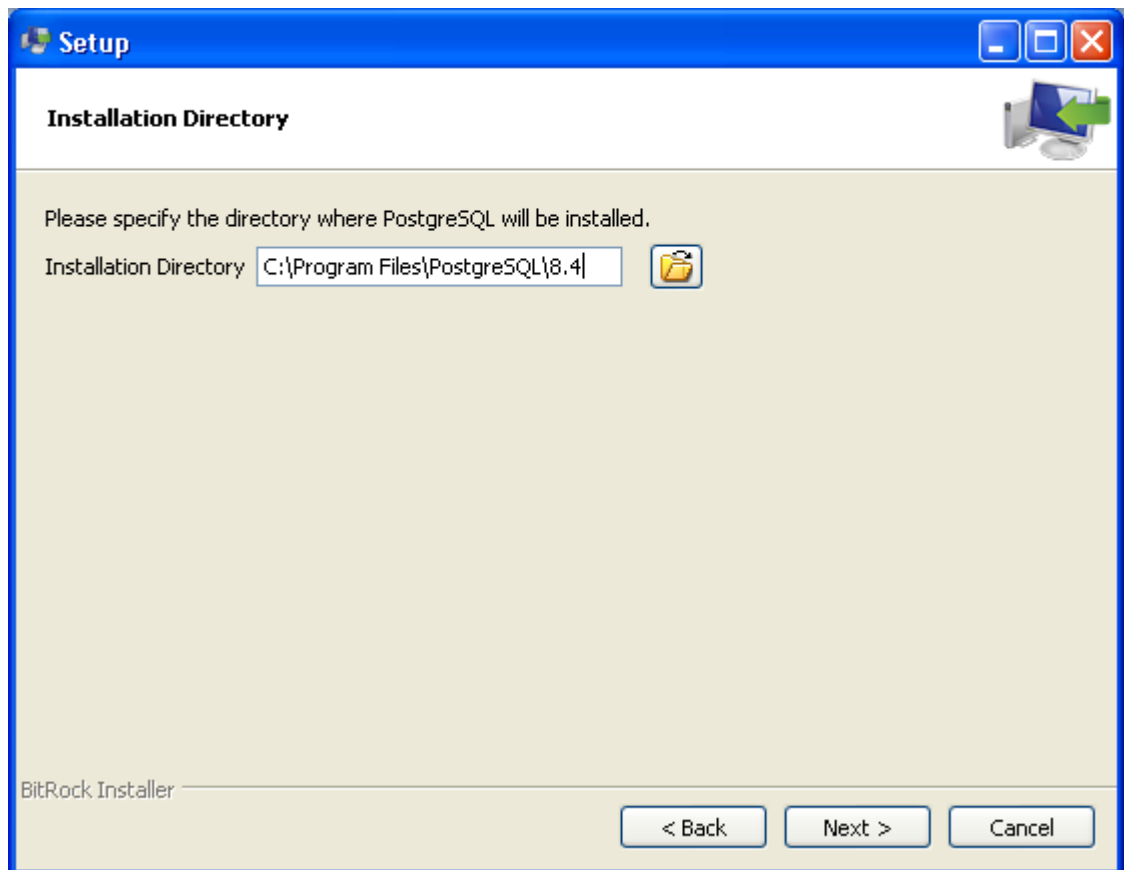 Setup
Installation Directory
Please specify the directory where PostgreSQL will be installed.
Installation Directory C:\Program Files\PostgreSQL\8.4
BitRock Installer
< Back Next > Cancel